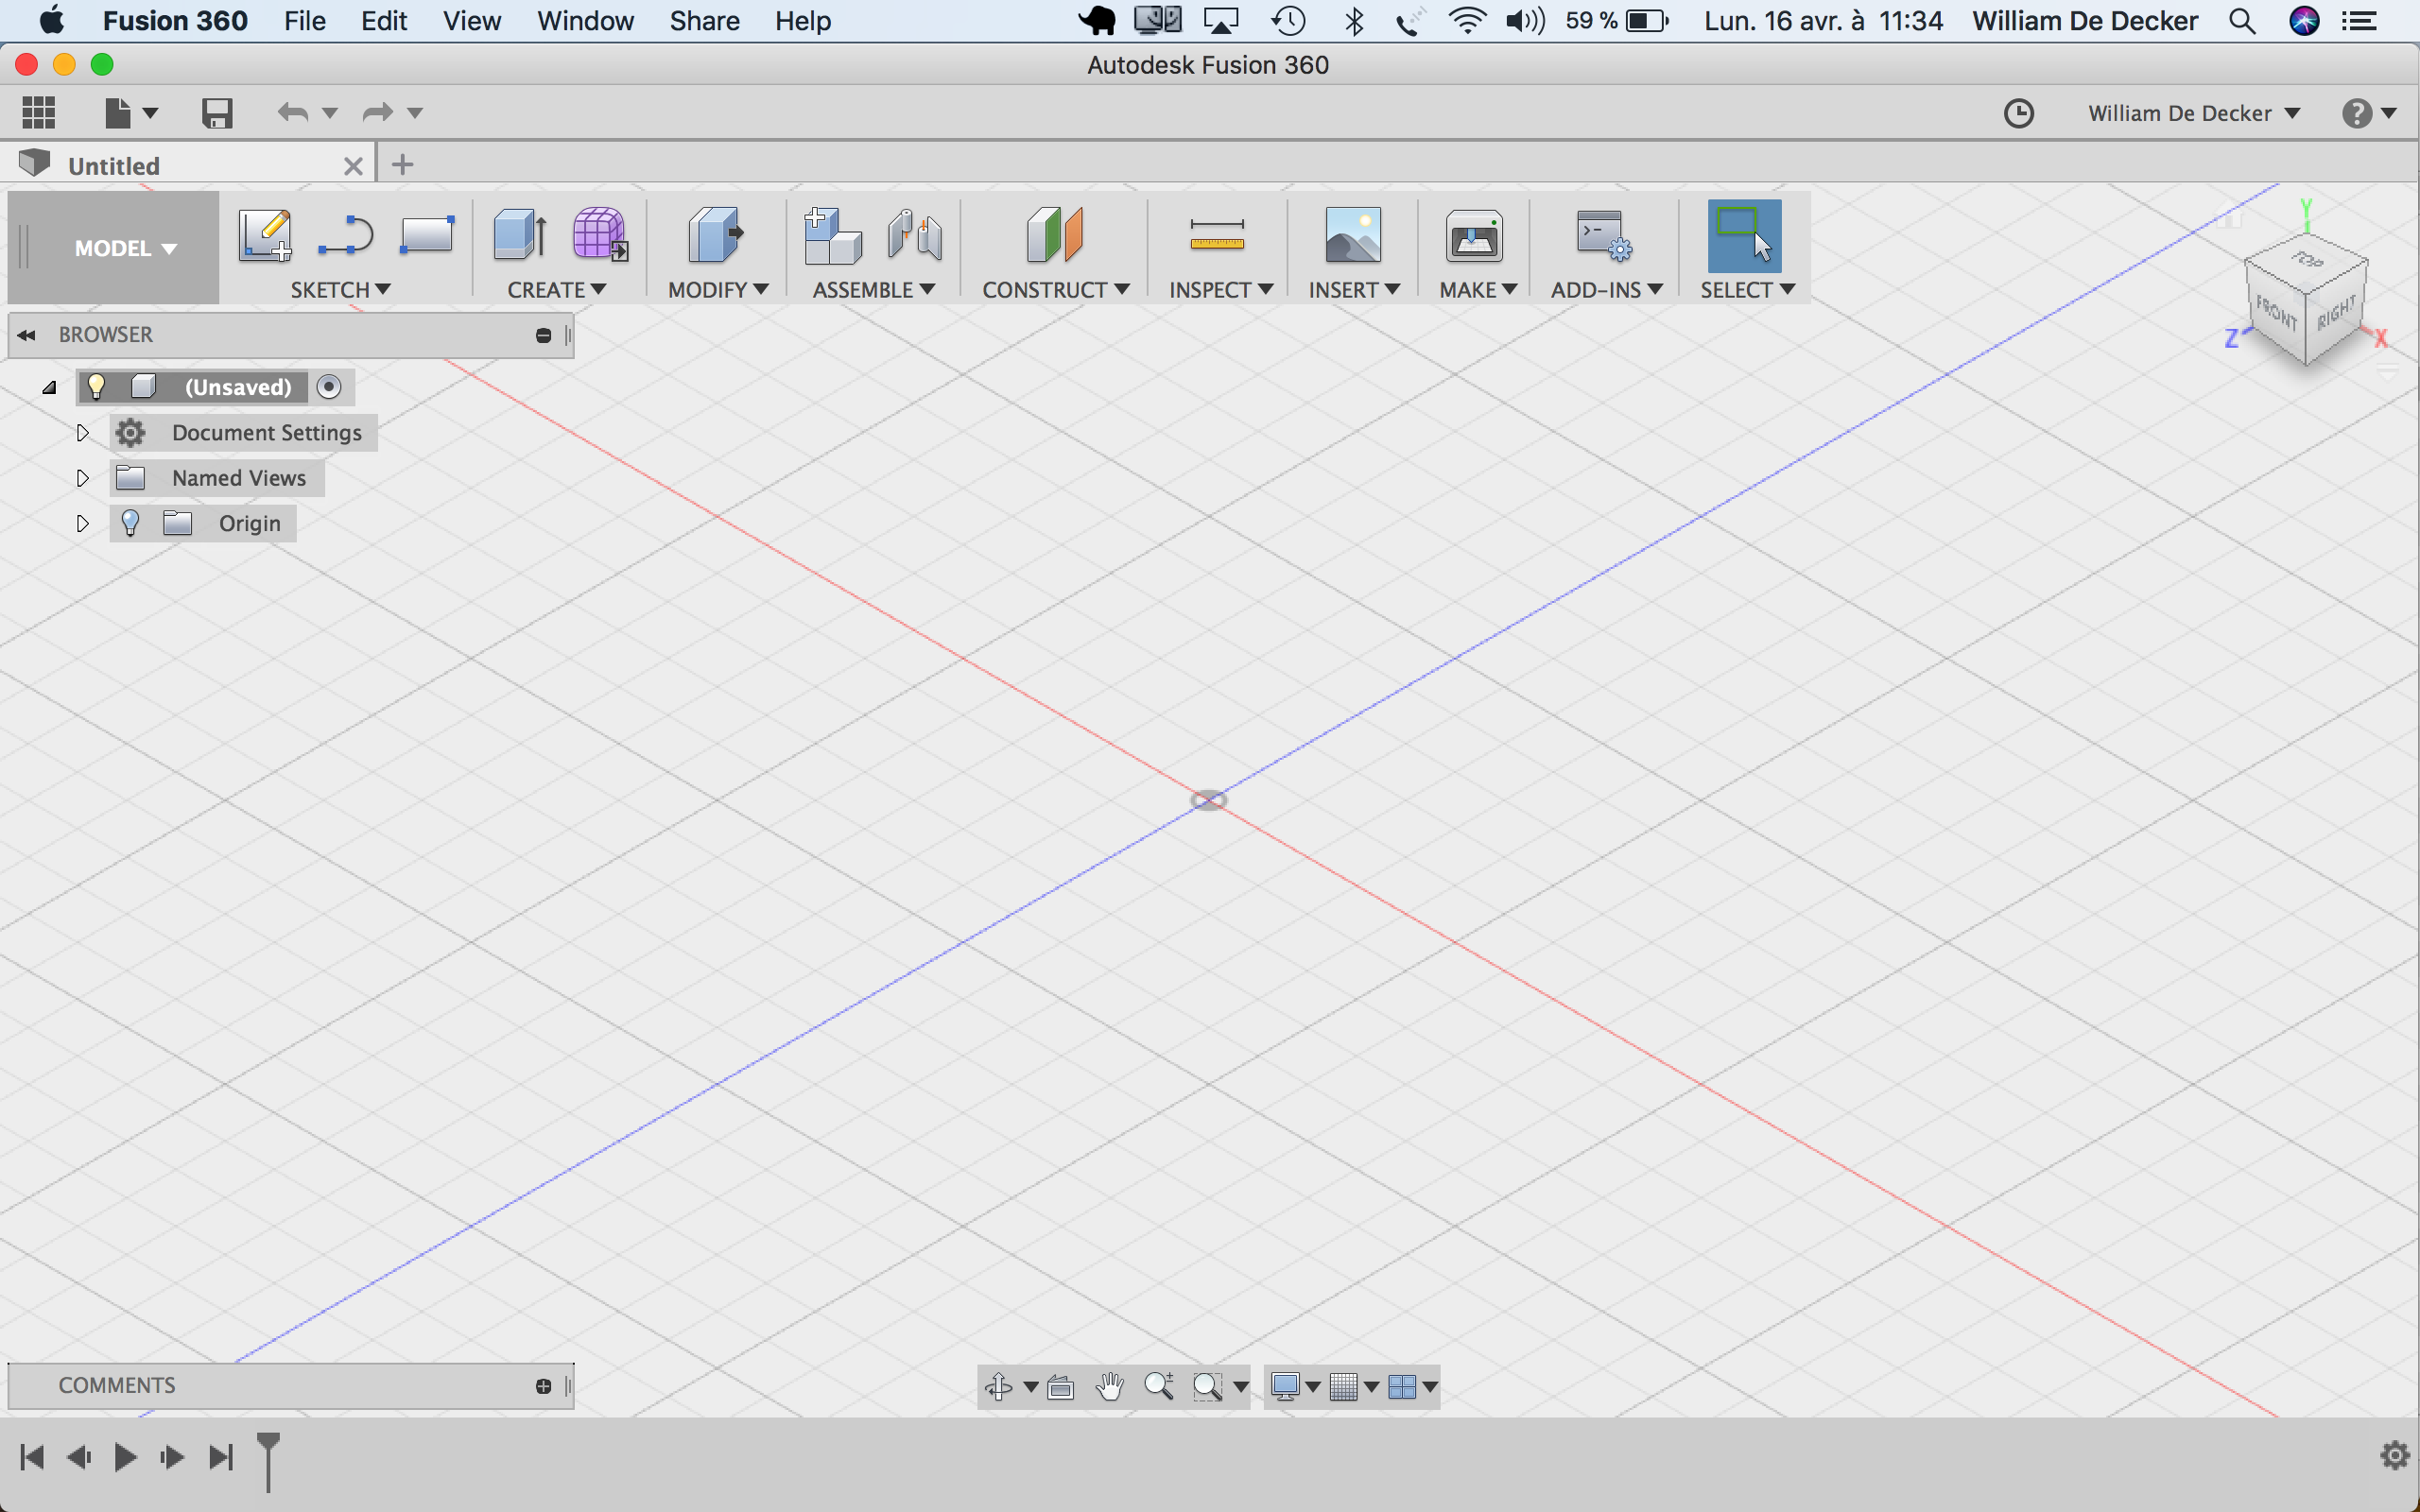 Fusion 360 File Edit View Window Share Help 59 % Lun. 16 avr. à 11:34 William De Decker
Autodesk Fusion 360
William De Decker
Untitled
MODEL
SKETCH CREATE MODIFY ASSEMBLE CONSTRUCT INSPECT INSERT MAKE ADD-INS SELECT
Y
TOP
FRONT RIGHT
Z X
BROWSER
(Unsaved)
Document Settings
Named Views
Origin
COMMENTS